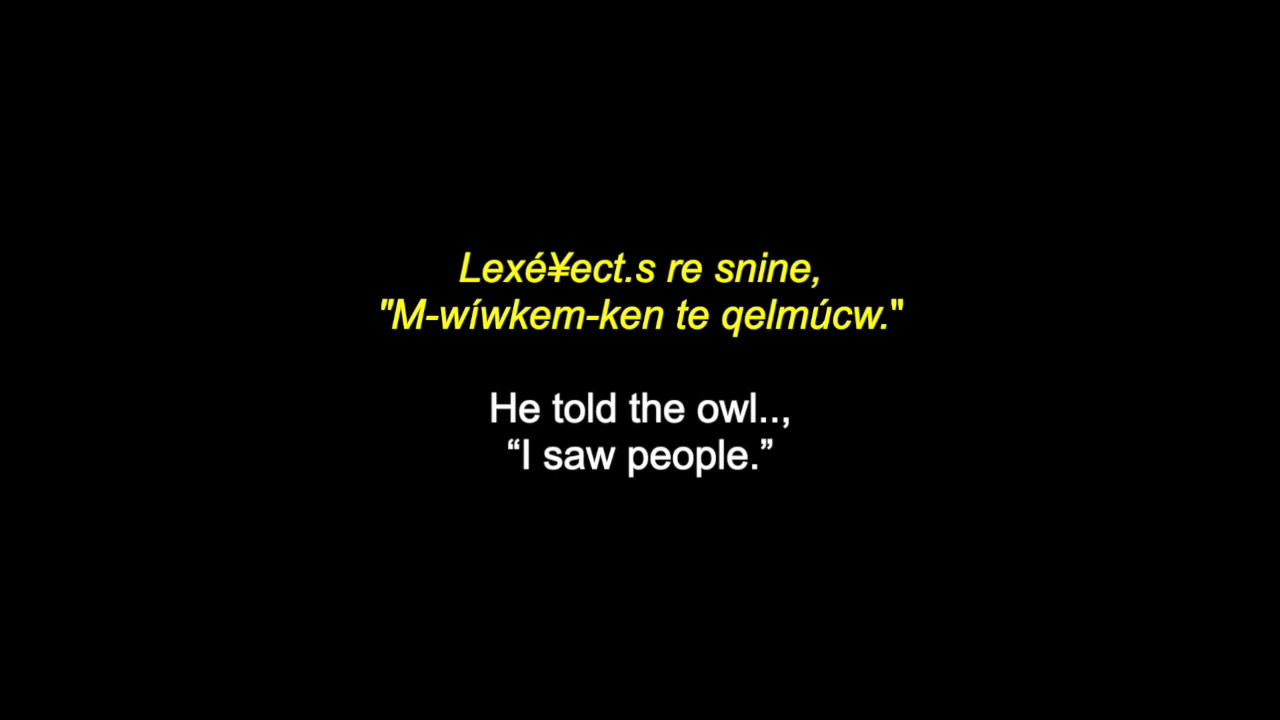 Lexé¥ect.s re snine,
"M-wíwkem-ken te qelmúcw."
He told the owl..,
“I saw people.”